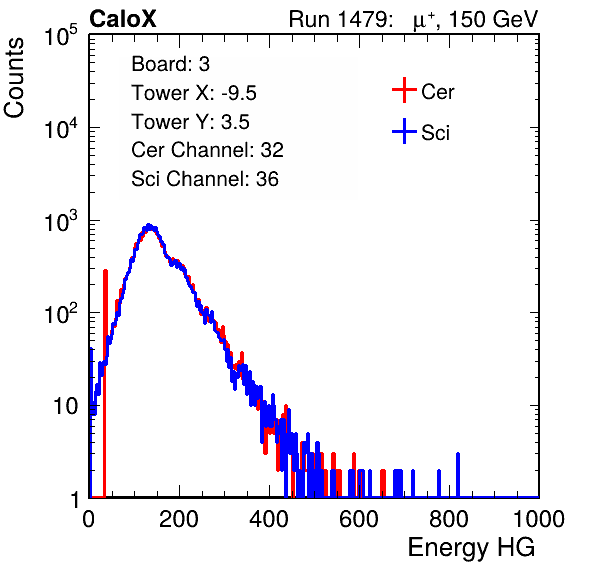 CaloX Run 1479: μ⁺, 150 GeV
Counts
Board: 3
Tower X: -9.5
Tower Y: 3.5
Cer Channel: 32
Sci Channel: 36
Cer
Sci
10⁵
10⁴
10³
10²
10
1
0 200 400 600 800 1000
Energy HG